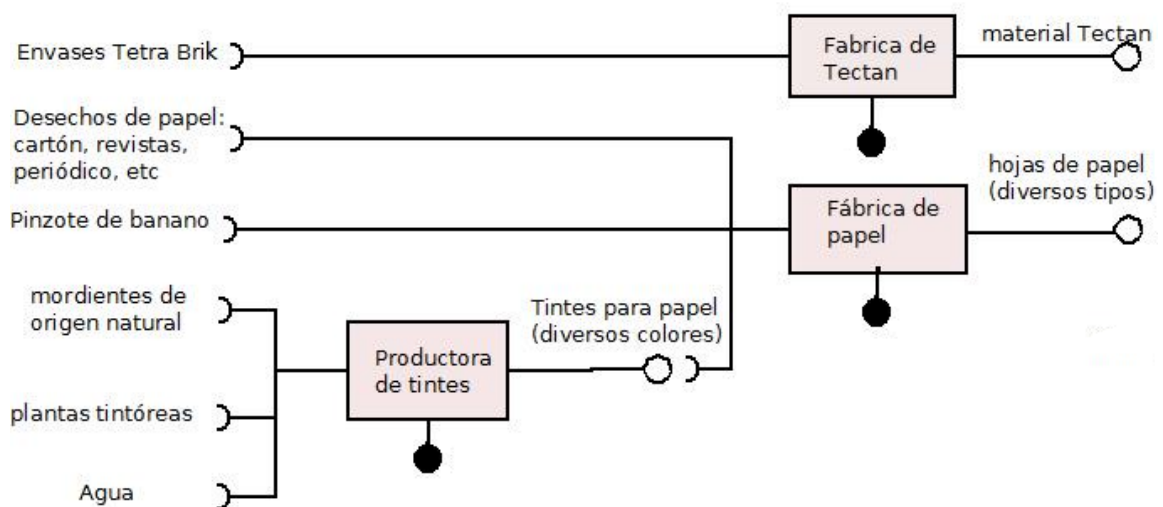 Envases Tetra Brik
Fabrica de
Tectan
material Tectan
Desechos de papel:
cartón, revistas,
periódico, etc
Pinzote de banano
Fábrica de
papel
hojas de papel
(diversos tipos)
mordientes de
origen natural
Productora
de tintes
Tintes para papel
(diversos colores)
plantas tintóreas
Agua